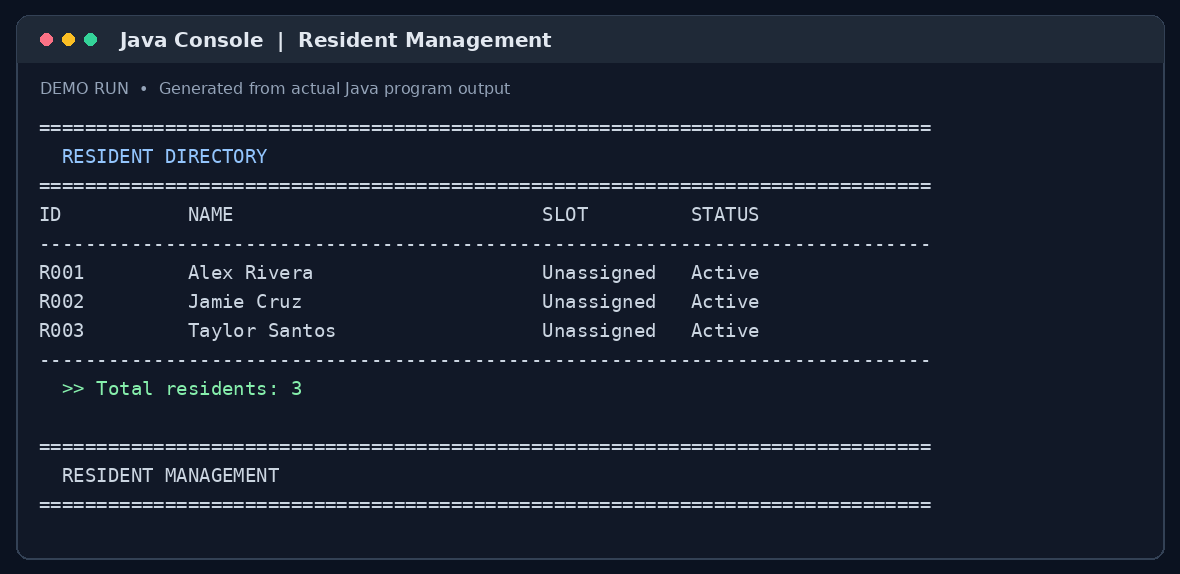 Java Console | Resident Management
DEMO RUN • Generated from actual Java program output
==============================================================================
RESIDENT DIRECTORY
==============================================================================
ID NAME SLOT STATUS
------------------------------------------------------------------------------
R001 Alex Rivera Unassigned Active
R002 Jamie Cruz Unassigned Active
R003 Taylor Santos Unassigned Active
------------------------------------------------------------------------------
>> Total residents: 3
==============================================================================
RESIDENT MANAGEMENT
==============================================================================